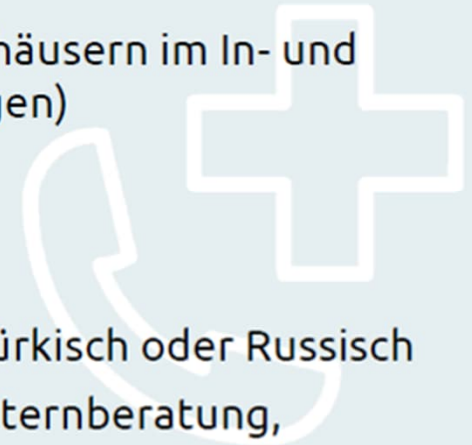 häusern im In- und
gen)
ürkisch oder Russisch
ternberatung,